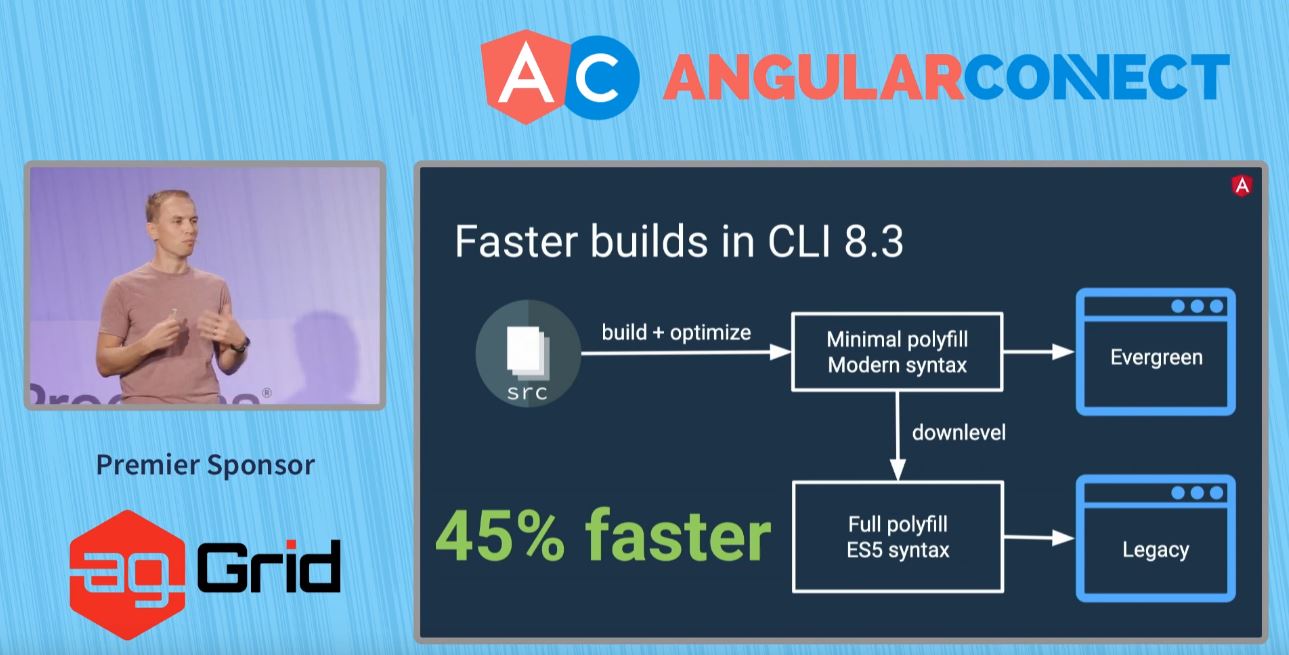 AC ANGULARCONNECT
Faster builds in CLI 8.3
src
build + optimize
Minimal polyfill
Modern syntax
Evergreen
downlevel
45% faster
Full polyfill
ES5 syntax
Legacy
Premier Sponsor
ag Grid